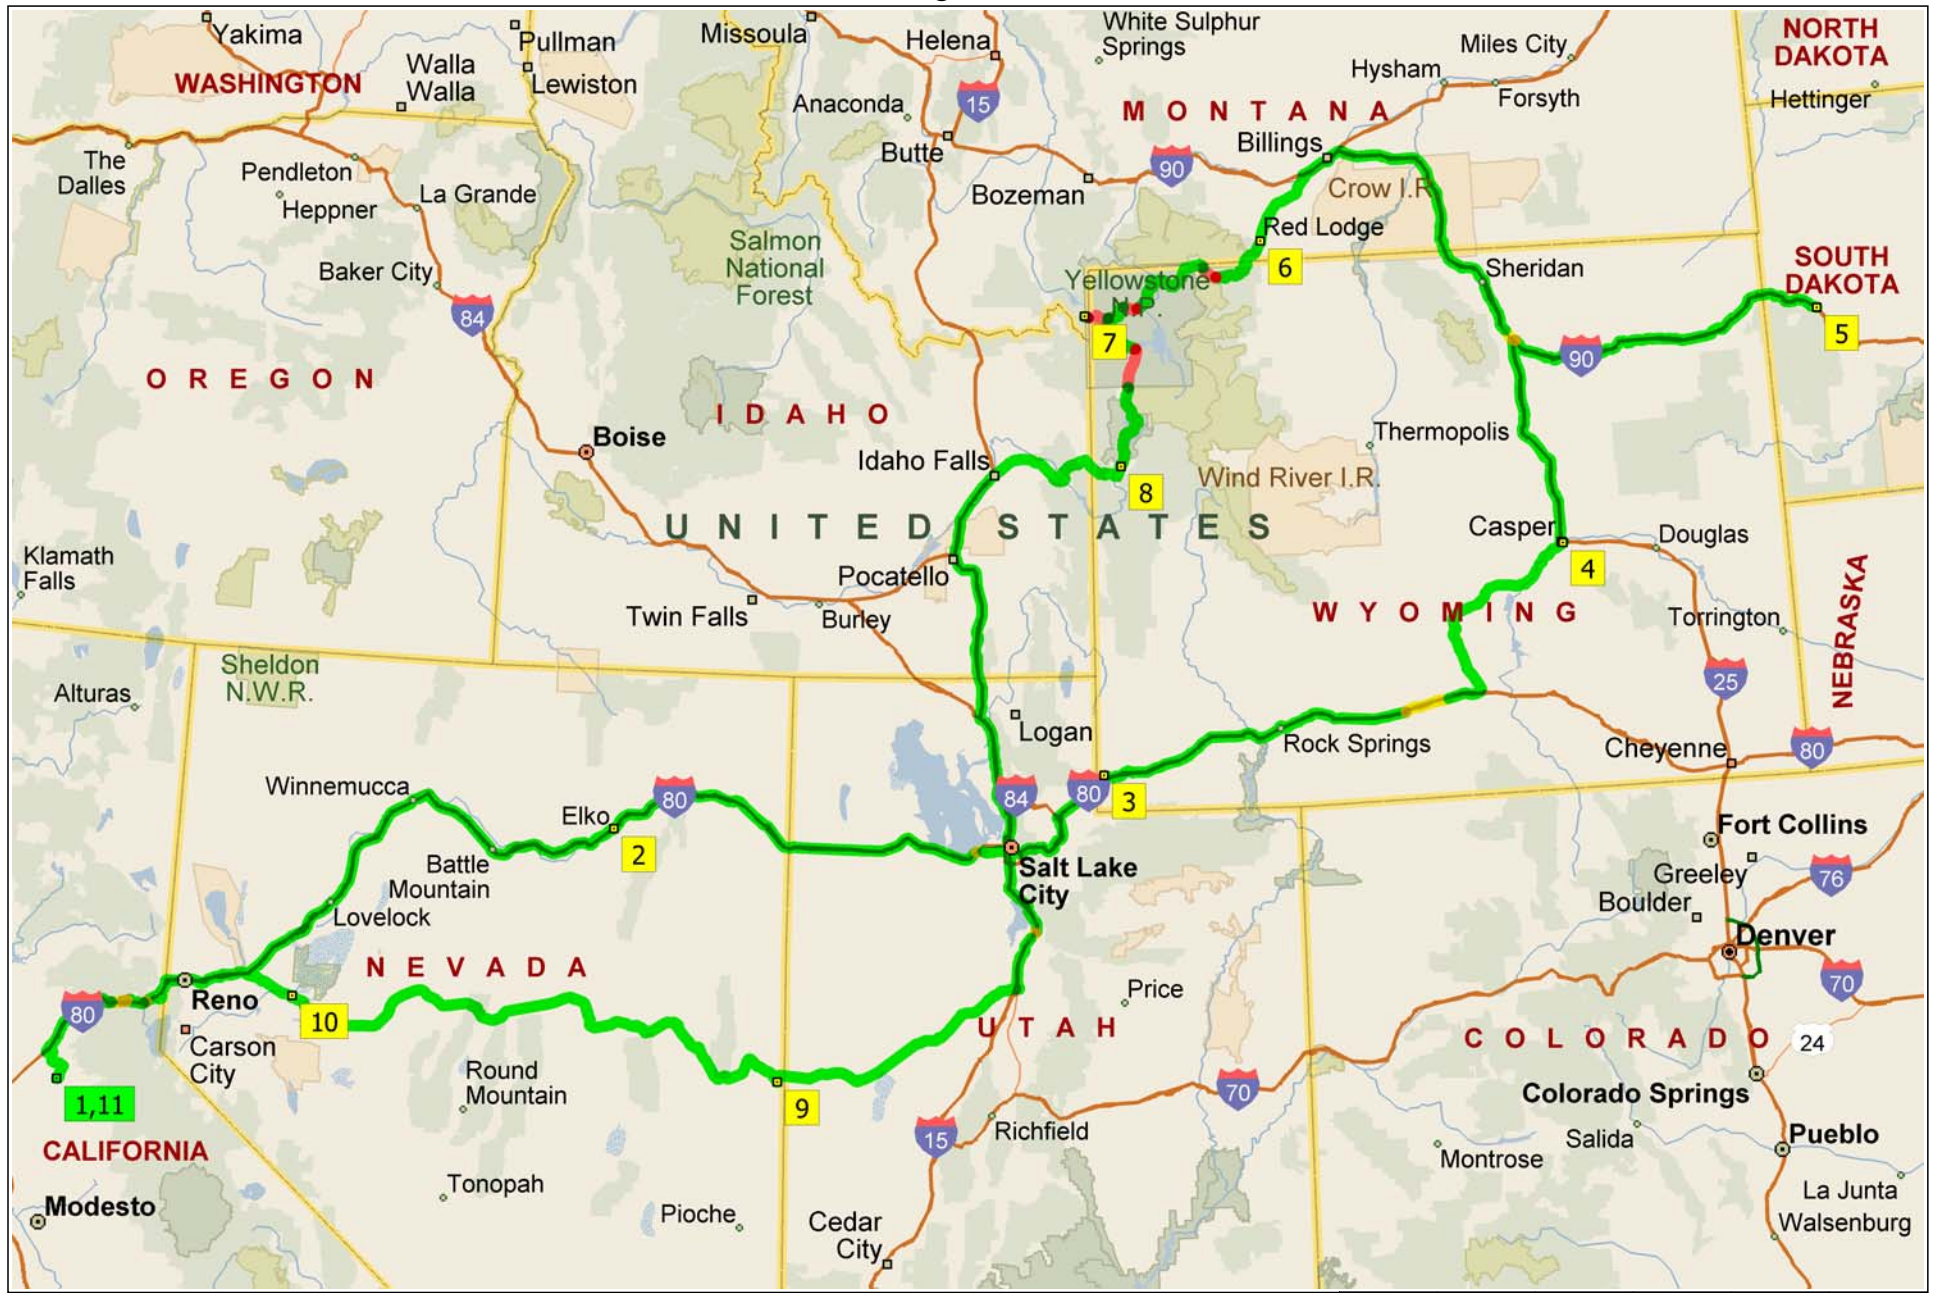 Yakima
Pullman
Missoula
Helena
White Sulphur
Springs
Miles City
NORTH
DAKOTA
WASHINGTON
Walla
Walla
Lewiston
Anaconda
15
Hysham
Forsyth
Hettinger
MONTANA
Butte
Billings
The
Dalles
Pendleton
Heppner
La Grande
Bozeman
90
Crow I.R.
Red Lodge
Salmon
National
Forest
Baker City
84
Yellowstone
N.P.
6
Sheridan
SOUTH
DAKOTA
7
90
5
OREGON
IDAHO
Boise
Idaho Falls
8
Thermopolis
Wind River I.R.
UNITED STATES
Casper
Douglas
4
Klamath
Falls
Pocatello
Twin Falls
Burley
WYOMING
Torrington
NEBRASKA
Sheldon
N.W.R.
Alturas
Logan
25
Rock Springs
Cheyenne
80
Winnemucca
Elko
80
84
80
3
2
Battle
Mountain
Lovelock
Salt Lake
City
Fort Collins
Greeley
76
Boulder
Denver
70
NEVADA
Reno
80
10
Carson
City
Price
UTAH
COLORADO
24
Round
Mountain
1,11
9
70
Colorado Springs
CALIFORNIA
15
Richfield
Salida
Pueblo
Montrose
Modesto
Tonopah
Pioche
Cedar
City
La Junta
Walsenburg